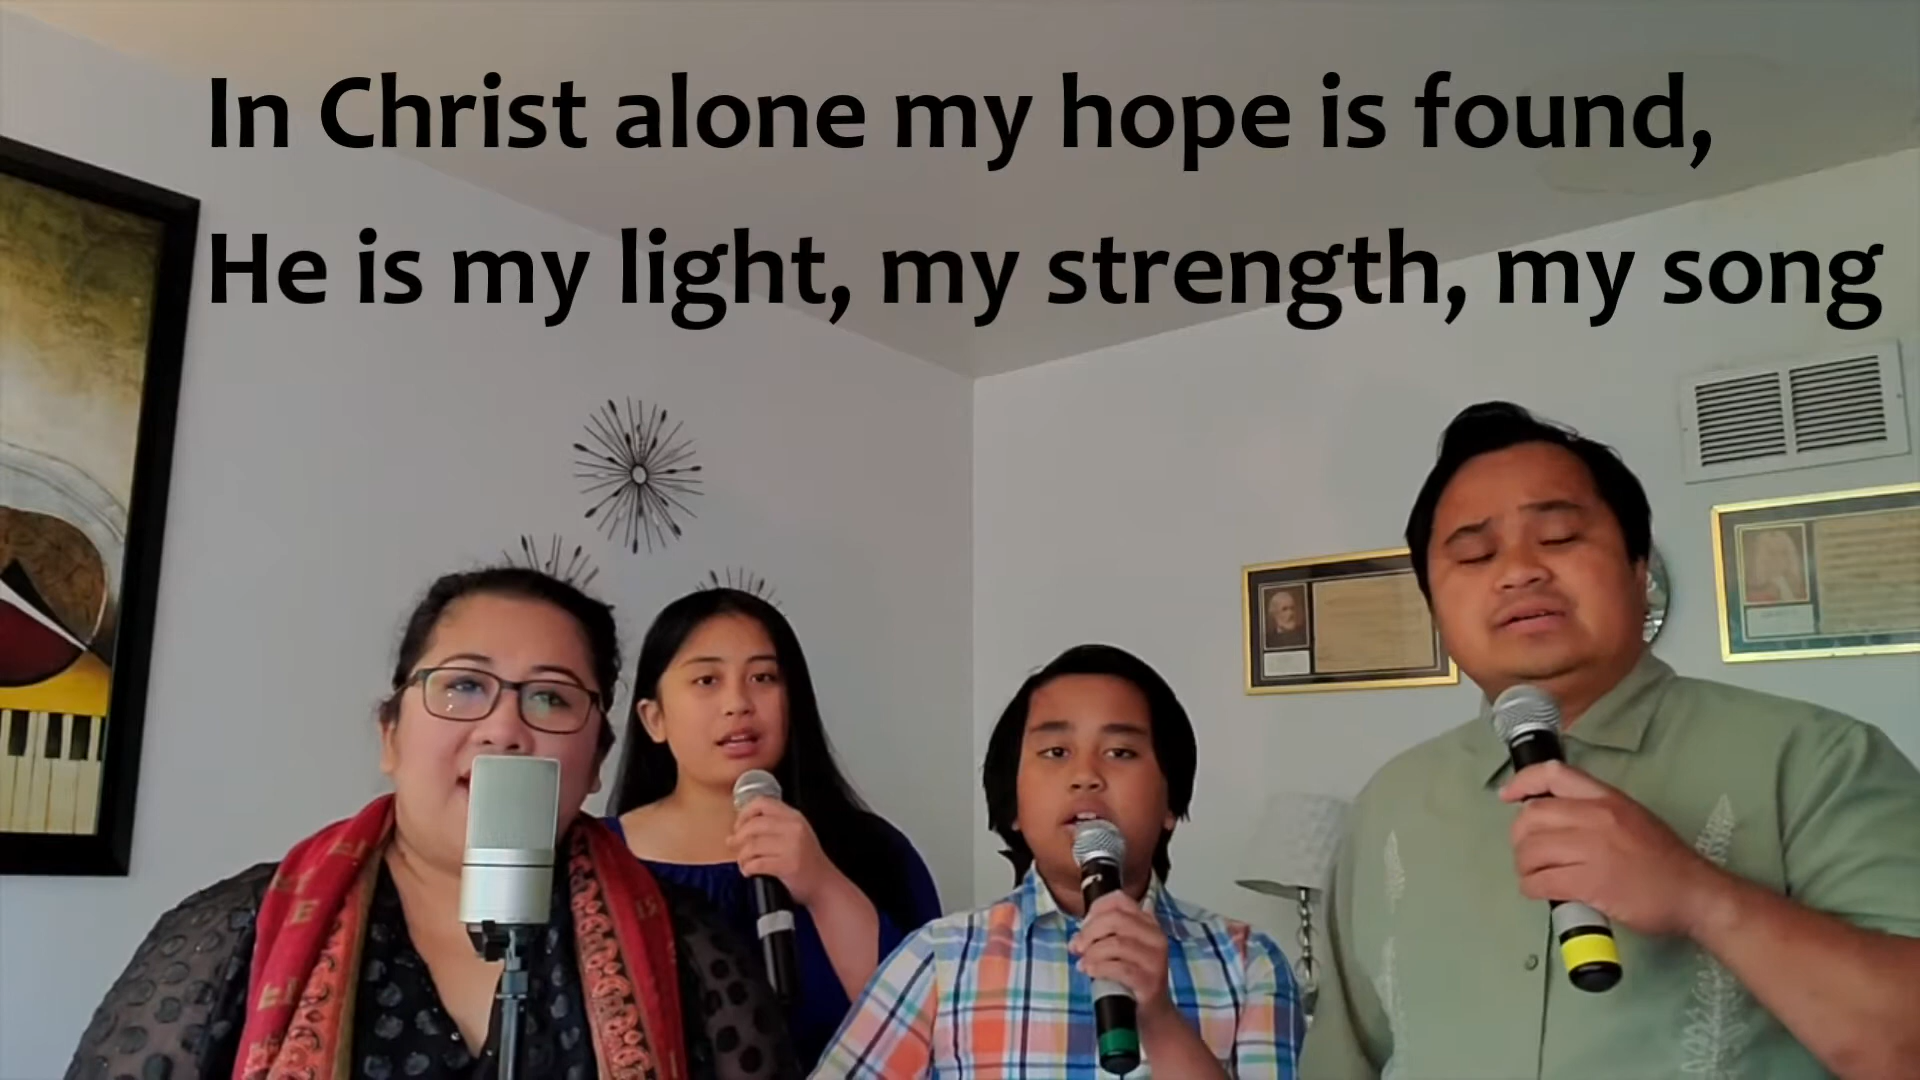 In Christ alone my hope is found,
He is my light, my strength, my song